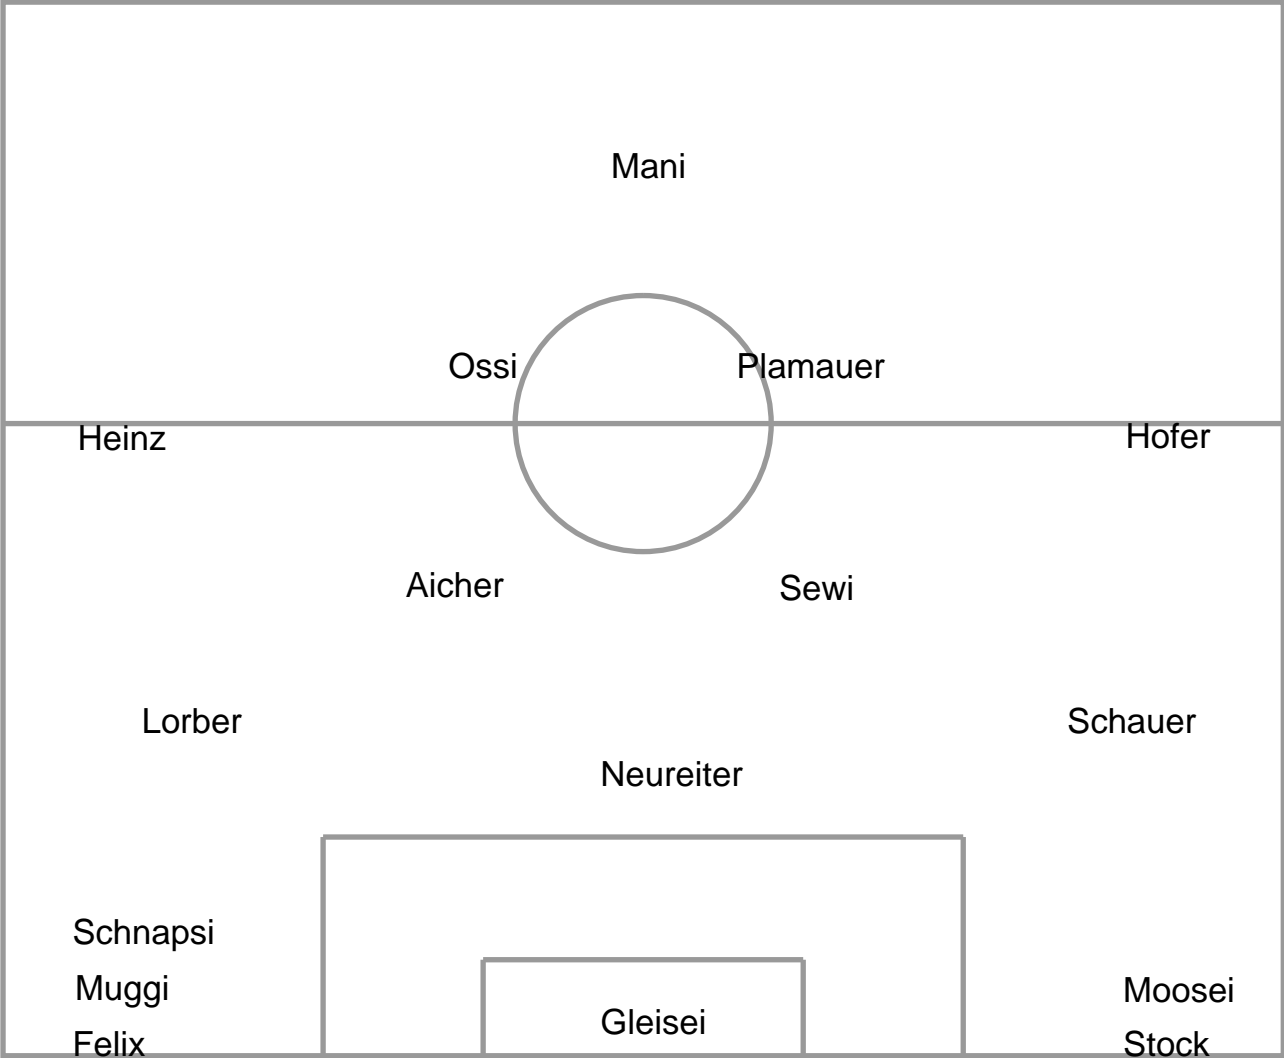 Mani
Ossi Plamauer
Heinz Hofer
Aicher Sewi
Lorber Schauer
Neureiter
Schnapsi
Muggi Moosei
Gleisei
Felix Stock